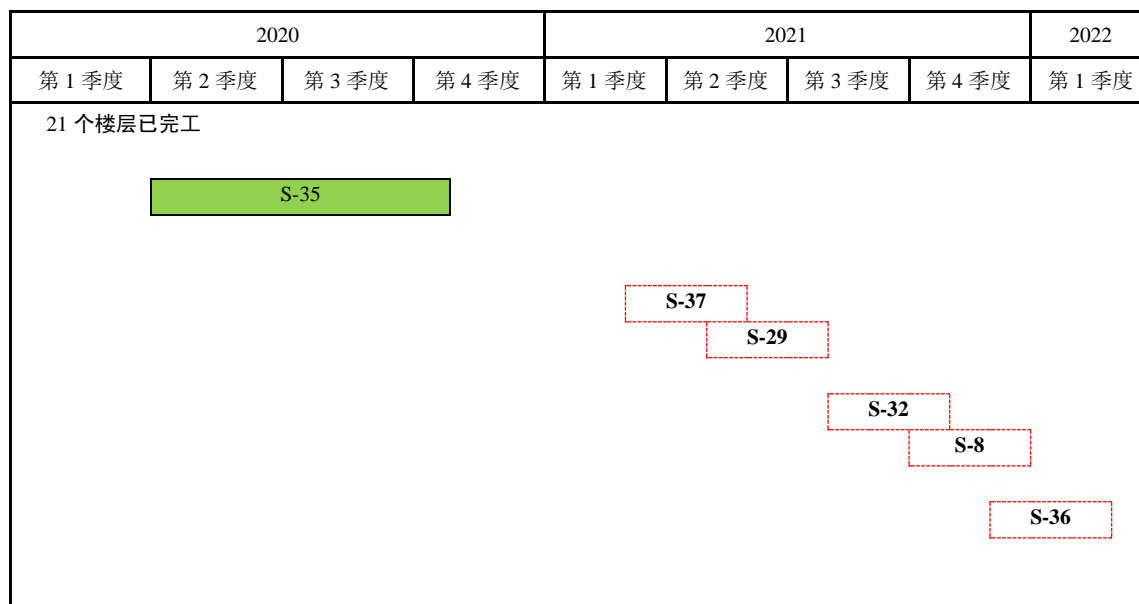 2020 2021 2022
第 1 季度 第 2 季度 第 3 季度 第 4 季度 第 1 季度 第 2 季度 第 3 季度 第 4 季度 第 1 季度
21 个楼层已完工
S-35
S-37
S-29
S-32
S-8
S-36